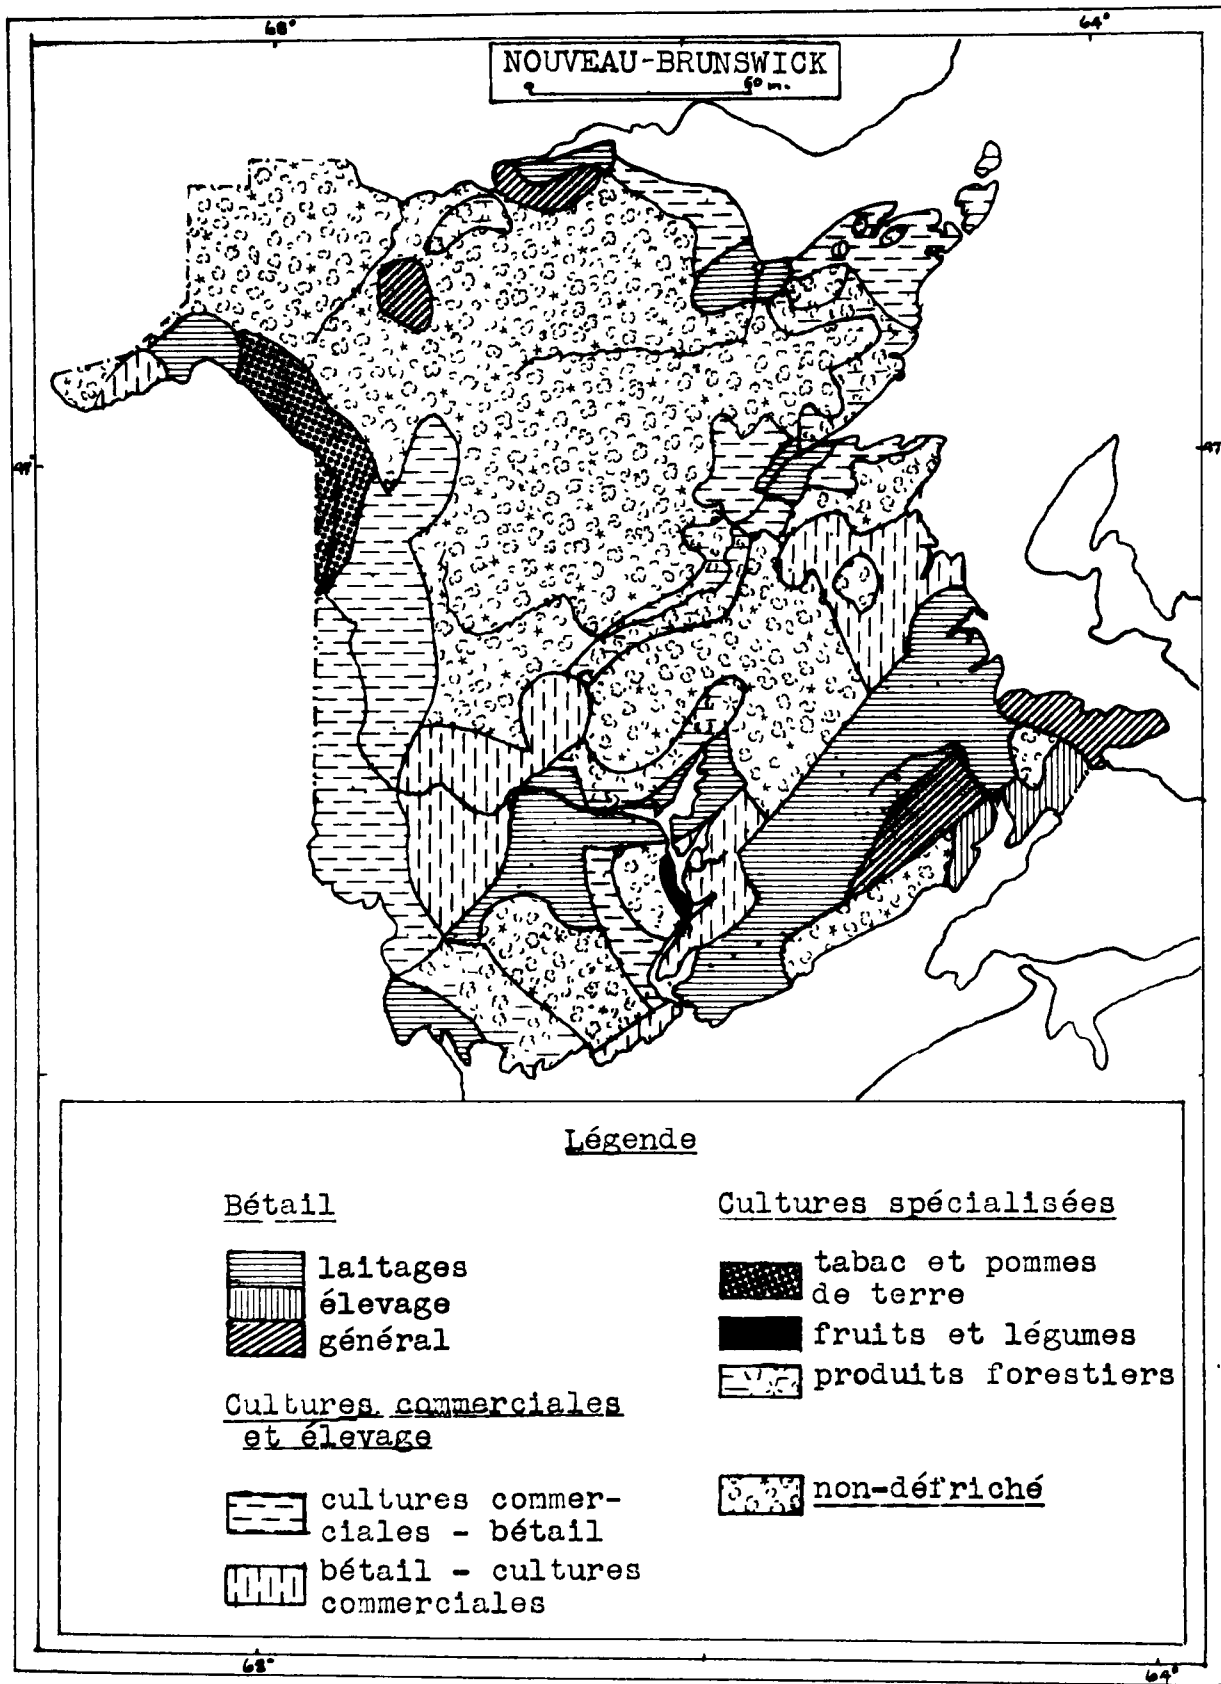 68° 64°
NOUVEAU-BRUNSWICK
0 60 m.
47° 47
Légende
Bétail
laitages
élevage
général
Cultures commerciales
et élevage
cultures commer-
ciales - bétail
bétail - cultures
commerciales
Cultures spécialisées
tabac et pommes
de terre
fruits et légumes
produits forestiers
non-défriché
68° 64°